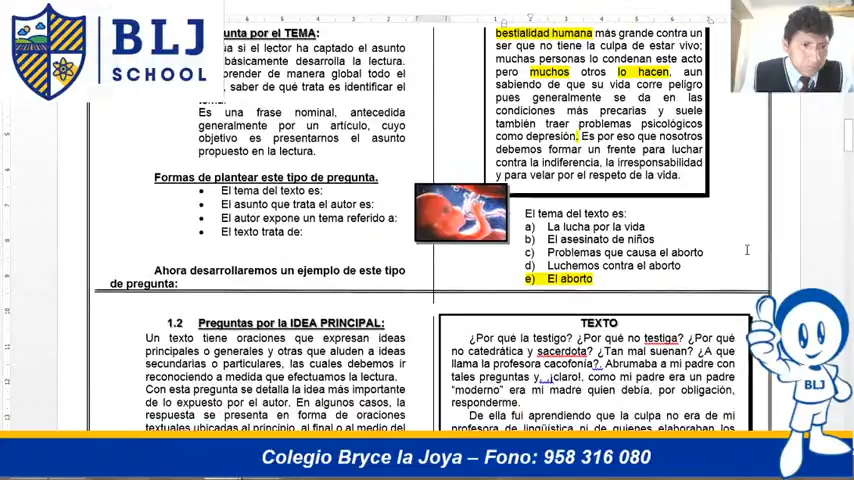 BLJ
SCHOOL
unta por el TEMA:
úa si el lector ha captado el asunto
básicamente desarrolla la lectura.
prender de manera global todo el
, saber de qué trata es identificar el
Es una frase nominal, antecedida
generalmente por un artículo, cuyo
objetivo es presentarnos el asunto
propuesto en la lectura.
Formas de plantear este tipo de pregunta.
• El tema del texto es:
• El asunto que trata el autor es:
• El autor expone un tema referido a:
• El texto trata de:
Ahora desarrollaremos un ejemplo de este tipo
de pregunta:
bestialidad humana más grande contra un
ser que no tiene la culpa de estar vivo;
muchas personas lo condenan este acto
pero muchos otros lo hacen, aun
sabiendo de que su vida corre peligro
pues generalmente se da en las
condiciones más precarias y suele
también traer problemas psicológicos
como depresión. Es por eso que nosotros
debemos formar un frente para luchar
contra la indiferencia, la irresponsabilidad
y para velar por el respeto de la vida.
El tema del texto es:
a) La lucha por la vida
b) El asesinato de niños
c) Problemas que causa el aborto
d) Luchemos contra el aborto
e) El aborto
1.2 Preguntas por la IDEA PRINCIPAL:
Un texto tiene oraciones que expresan ideas
principales o generales y otras que aluden a ideas
secundarias o particulares, las cuales debemos ir
reconociendo a medida que efectuamos la lectura.
Con esta pregunta se detalla la idea más importante
de lo expuesto por el autor. En algunos casos, la
respuesta se presenta en forma de oraciones
textuales ubicadas al principio, al final o al medio del
TEXTO
¿Por qué la testigo? ¿Por qué no testiga? ¿Por qué
no catedrática y sacerdota? ¿Tan mal suenan? ¿A que
llama la profesora cacofonía?. Abrumaba a mi padre con
tales preguntas y, ¡claro!, como mi padre era un padre
"moderno" era mi madre quien debía, por obligación,
responderme.
De ella fui aprendiendo que la culpa no era de mi
profesora de lingüística ni de quienes elaboraban los
BLJ
Colegio Bryce la Joya – Fono: 958 316 080